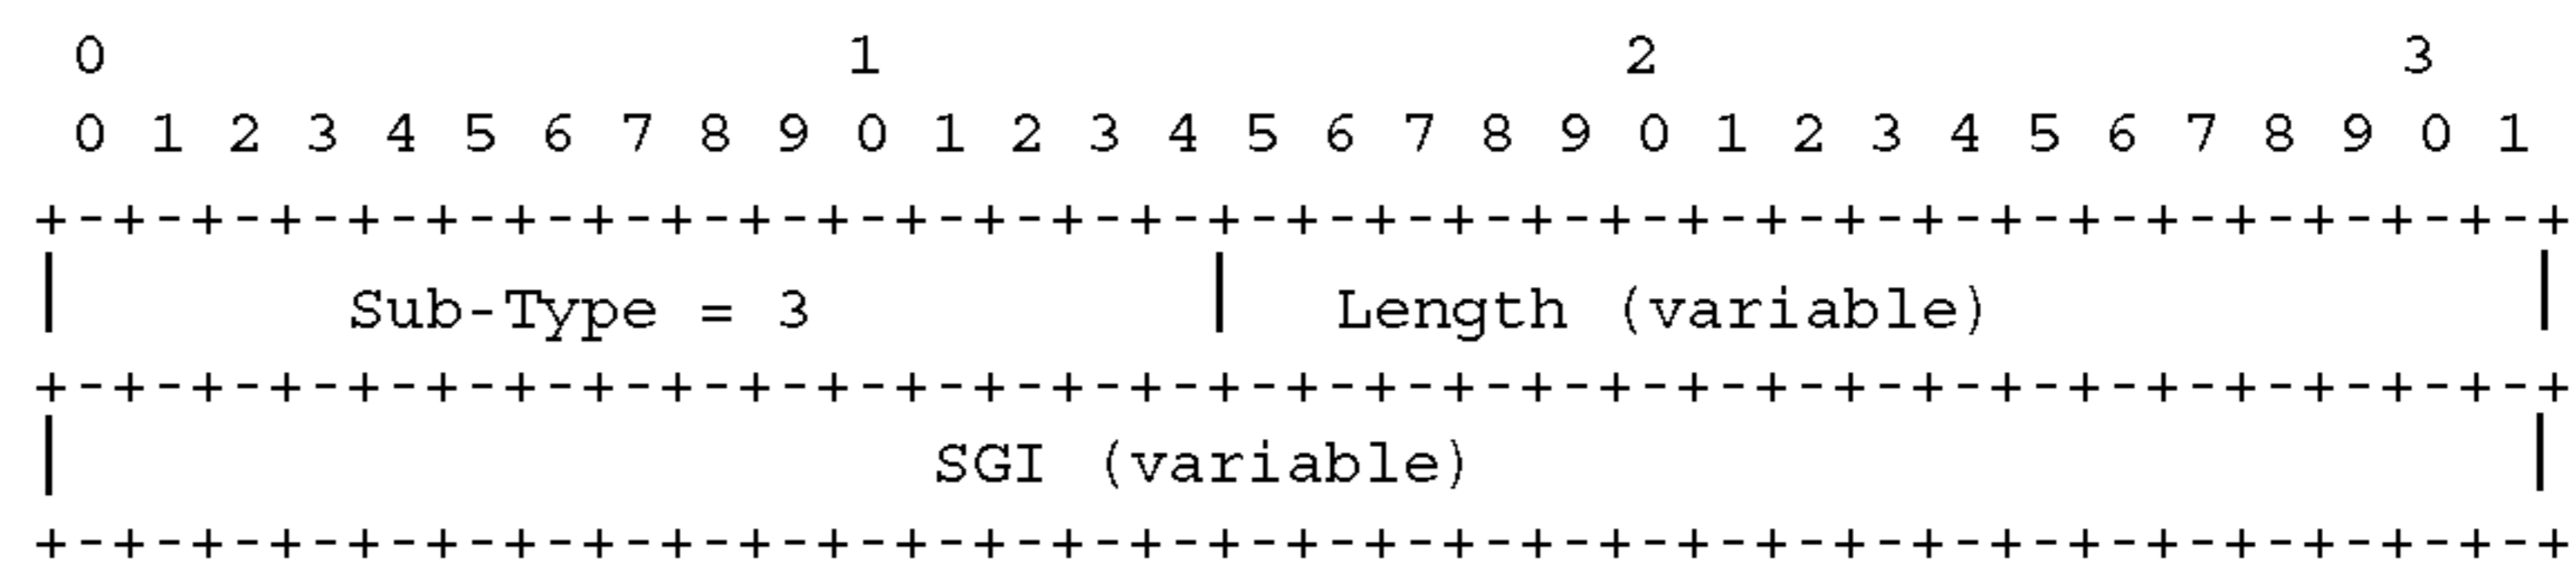 0                   1                   2                   3
 0 1 2 3 4 5 6 7 8 9 0 1 2 3 4 5 6 7 8 9 0 1 2 3 4 5 6 7 8 9 0 1
+-+-+-+-+-+-+-+-+-+-+-+-+-+-+-+-+-+-+-+-+-+-+-+-+-+-+-+-+-+-+-+-+
|       Sub-Type = 3          |  Length (variable)              |
+-+-+-+-+-+-+-+-+-+-+-+-+-+-+-+-+-+-+-+-+-+-+-+-+-+-+-+-+-+-+-+-+
|                      SGI (variable)                           |
+-+-+-+-+-+-+-+-+-+-+-+-+-+-+-+-+-+-+-+-+-+-+-+-+-+-+-+-+-+-+-+-+